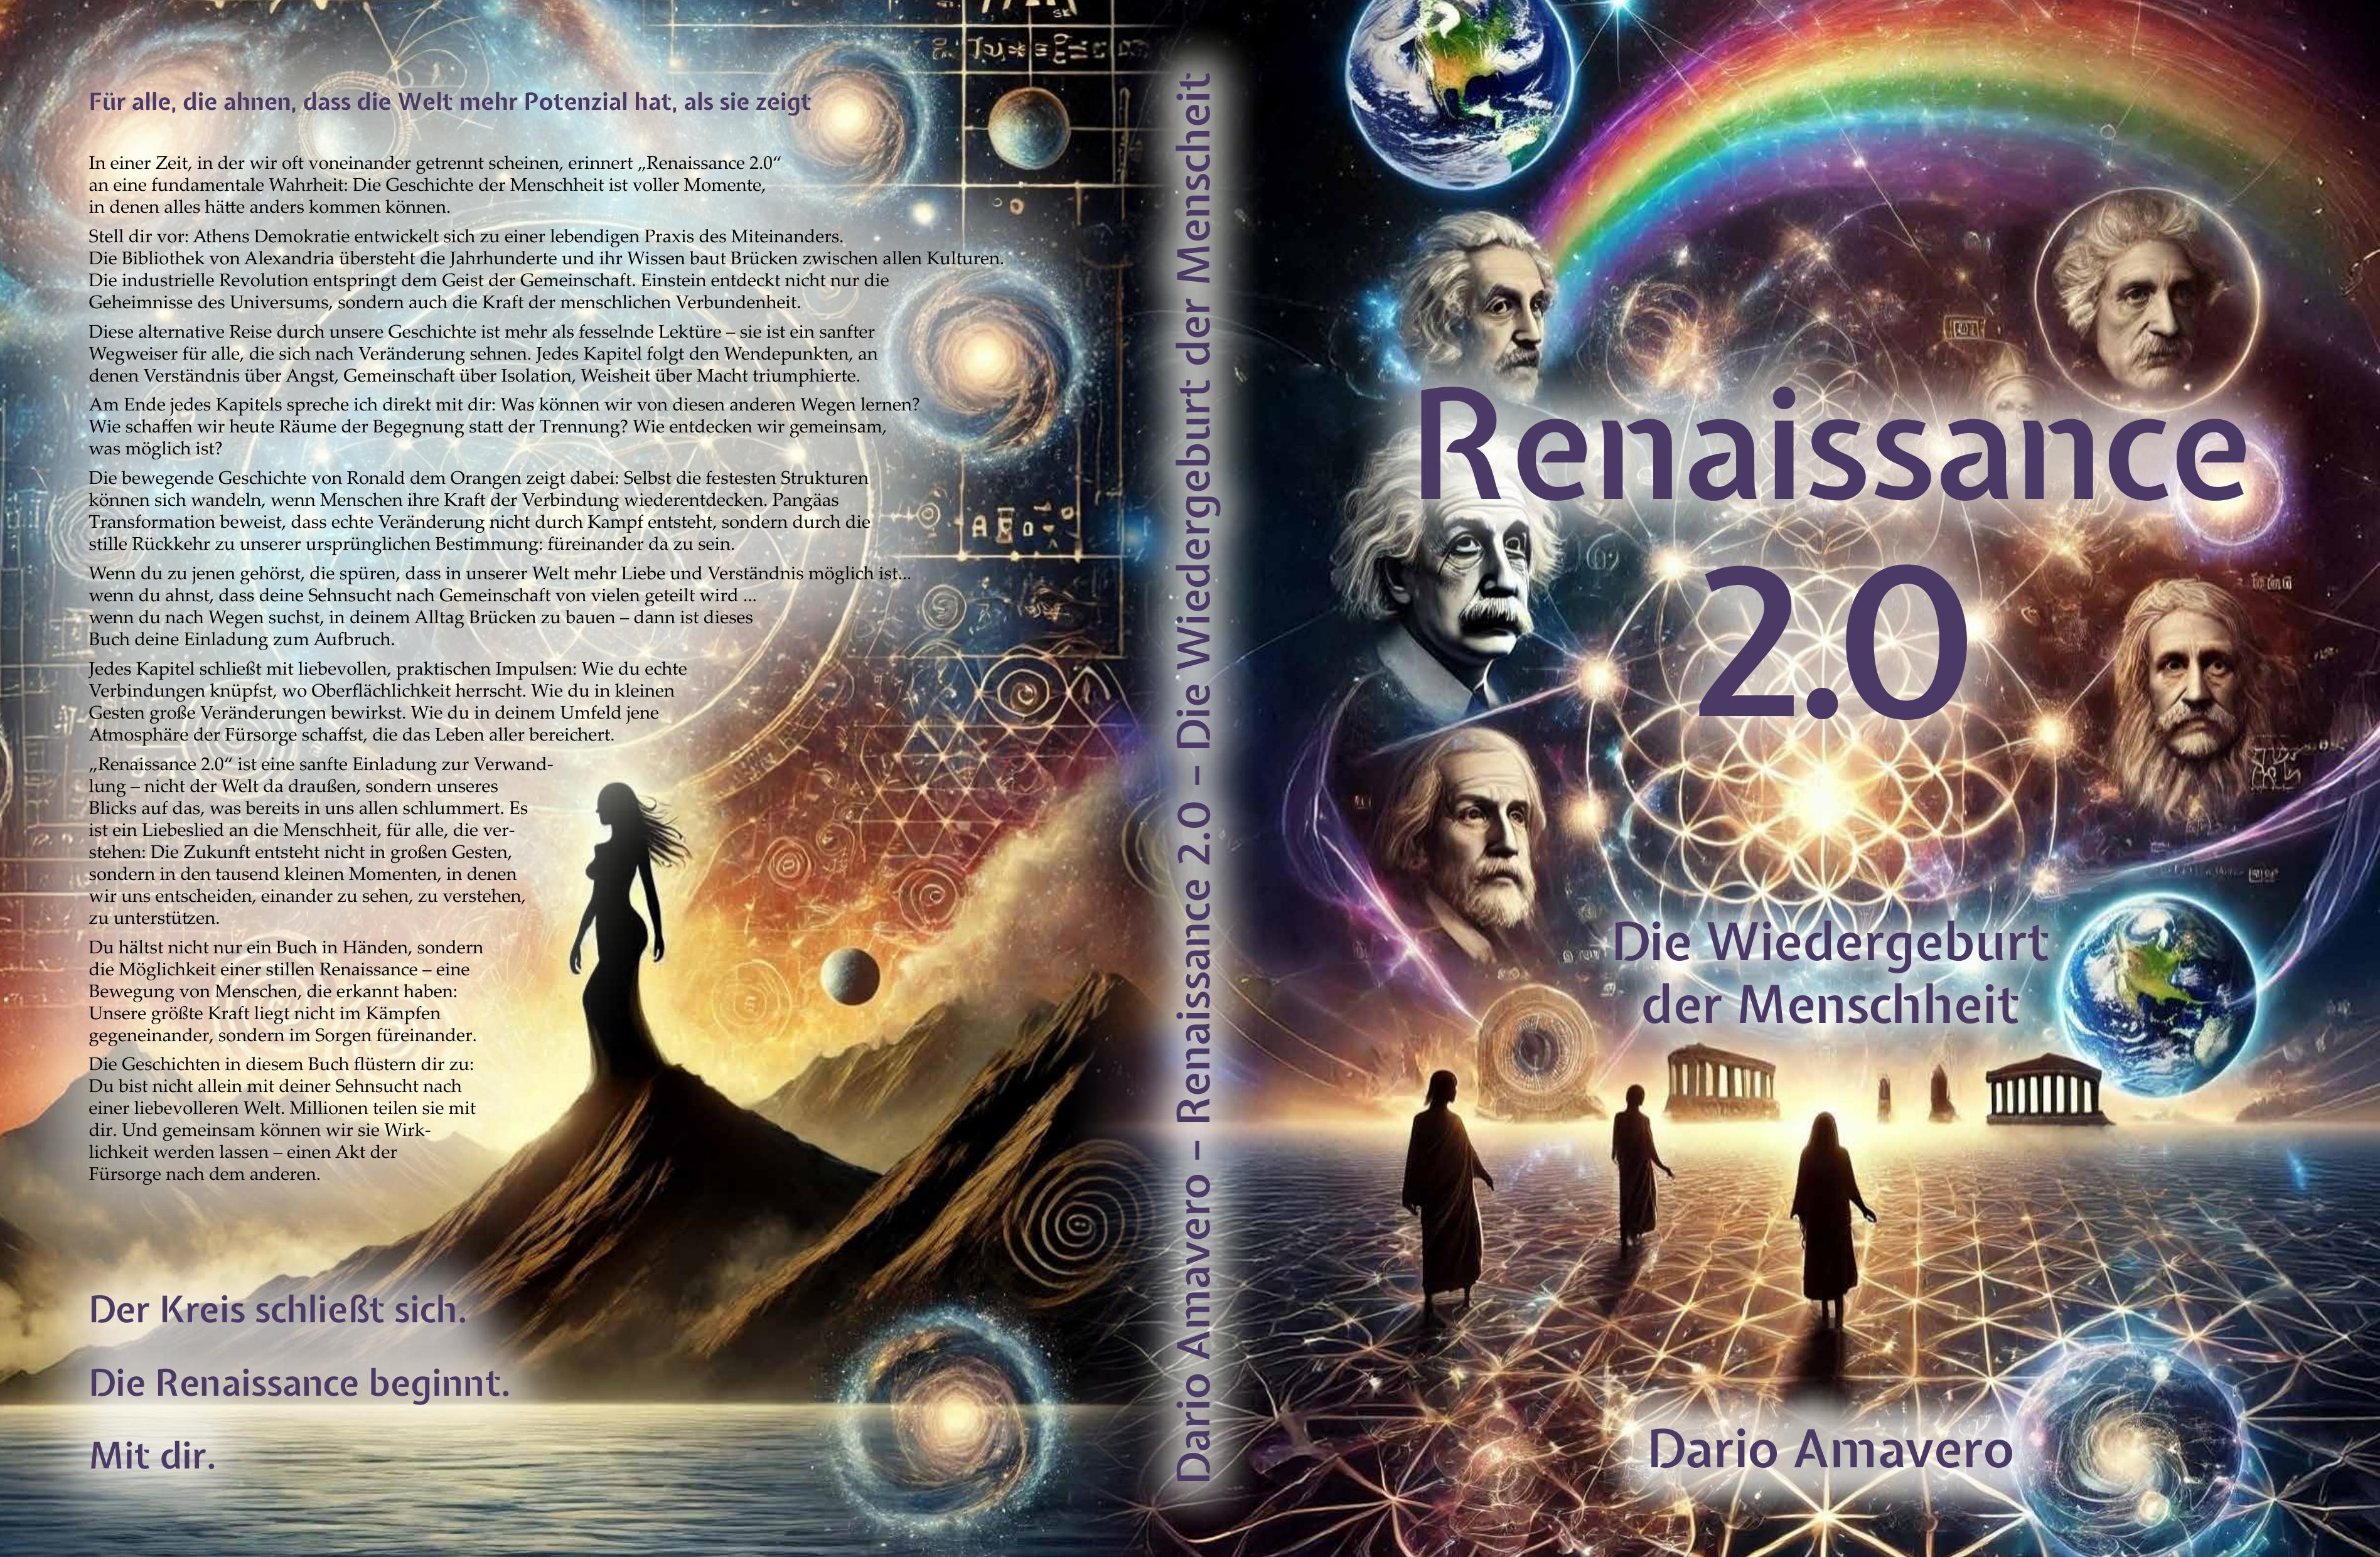 Für alle, die ahnen, dass die Welt mehr Potenzial hat, als sie zeigt
In einer Zeit, in der wir oft voneinander getrennt scheinen, erinnert „Renaissance 2.0“
an eine fundamentale Wahrheit: Die Geschichte der Menschheit ist voller Momente,
in denen alles hätte anders kommen können.
Stell dir vor: Athens Demokratie entwickelt sich zu einer lebendigen Praxis des Miteinanders.
Die Bibliothek von Alexandria übersteht die Jahrhunderte und ihr Wissen baut Brücken zwischen allen Kulturen.
Die industrielle Revolution entspringt dem Geist der Gemeinschaft. Einstein entdeckt nicht nur die
Geheimnisse des Universums, sondern auch die Kraft der menschlichen Verbundenheit.
Diese alternative Reise durch unsere Geschichte ist mehr als fesselnde Lektüre – sie ist ein sanfter
Wegweiser für alle, die sich nach Veränderung sehnen. Jedes Kapitel folgt den Wendepunkten, an
denen Verständnis über Angst, Gemeinschaft über Isolation, Weisheit über Macht triumphierte.
Am Ende jedes Kapitels spreche ich direkt mit dir: Was können wir von diesen anderen Wegen lernen?
Wie schaffen wir heute Räume der Begegnung statt der Trennung? Wie entdecken wir gemeinsam,
was möglich ist?
Die bewegende Geschichte von Ronald dem Orangen zeigt dabei: Selbst die festesten Strukturen
können sich wandeln, wenn Menschen ihre Kraft der Verbindung wiederentdecken. Pangäas
Transformation beweist, dass echte Veränderung nicht durch Kampf entsteht, sondern durch die
stille Rückkehr zu unserer ursprünglichen Bestimmung: füreinander da zu sein.
Wenn du zu jenen gehörst, die spüren, dass in unserer Welt mehr Liebe und Verständnis möglich ist...
wenn du ahnst, dass deine Sehnsucht nach Gemeinschaft von vielen geteilt wird ...
wenn du nach Wegen suchst, in deinem Alltag Brücken zu bauen – dann ist dieses
Buch deine Einladung zum Aufbruch.
Jedes Kapitel schließt mit liebevollen, praktischen Impulsen: Wie du echte
Verbindungen knüpfst, wo Oberflächlichkeit herrscht. Wie du in kleinen
Gesten große Veränderungen bewirkst. Wie du in deinem Umfeld jene
Atmosphäre der Fürsorge schaffst, die das Leben aller bereichert.
„Renaissance 2.0“ ist eine sanfte Einladung zur Verwand-
lung – nicht der Welt da draußen, sondern unseres
Blicks auf das, was bereits in uns allen schlummert. Es
ist ein Liebeslied an die Menschheit, für alle, die ver-
stehen: Die Zukunft entsteht nicht in großen Gesten,
sondern in den tausend kleinen Momenten, in denen
wir uns entscheiden, einander zu sehen, zu verstehen,
zu unterstützen.
Du hältst nicht nur ein Buch in Händen, sondern
die Möglichkeit einer stillen Renaissance – eine
Bewegung von Menschen, die erkannt haben:
Unsere größte Kraft liegt nicht im Kämpfen
gegeneinander, sondern im Sorgen füreinander.
Die Geschichten in diesem Buch flüstern dir zu:
Du bist nicht allein mit deiner Sehnsucht nach
einer liebevolleren Welt. Millionen teilen sie mit
dir. Und gemeinsam können wir sie Wirk-
lichkeit werden lassen – einen Akt der
Fürsorge nach dem anderen.
Der Kreis schließt sich.
Die Renaissance beginnt.
Mit dir.
Dario Amavero – Renaissance 2.0 – Die Wiedergeburt der Menscheit
Renaissance
2.0
Die Wiedergeburt
der Menschheit
Dario Amavero